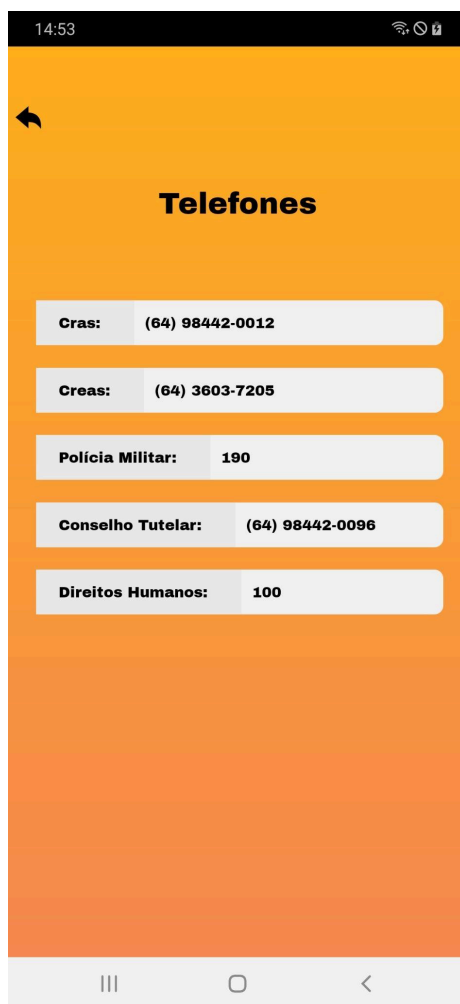 14:53
Telefones
Cras: (64) 98442-0012
Creas: (64) 3603-7205
Polícia Militar: 190
Conselho Tutelar: (64) 98442-0096
Direitos Humanos: 100